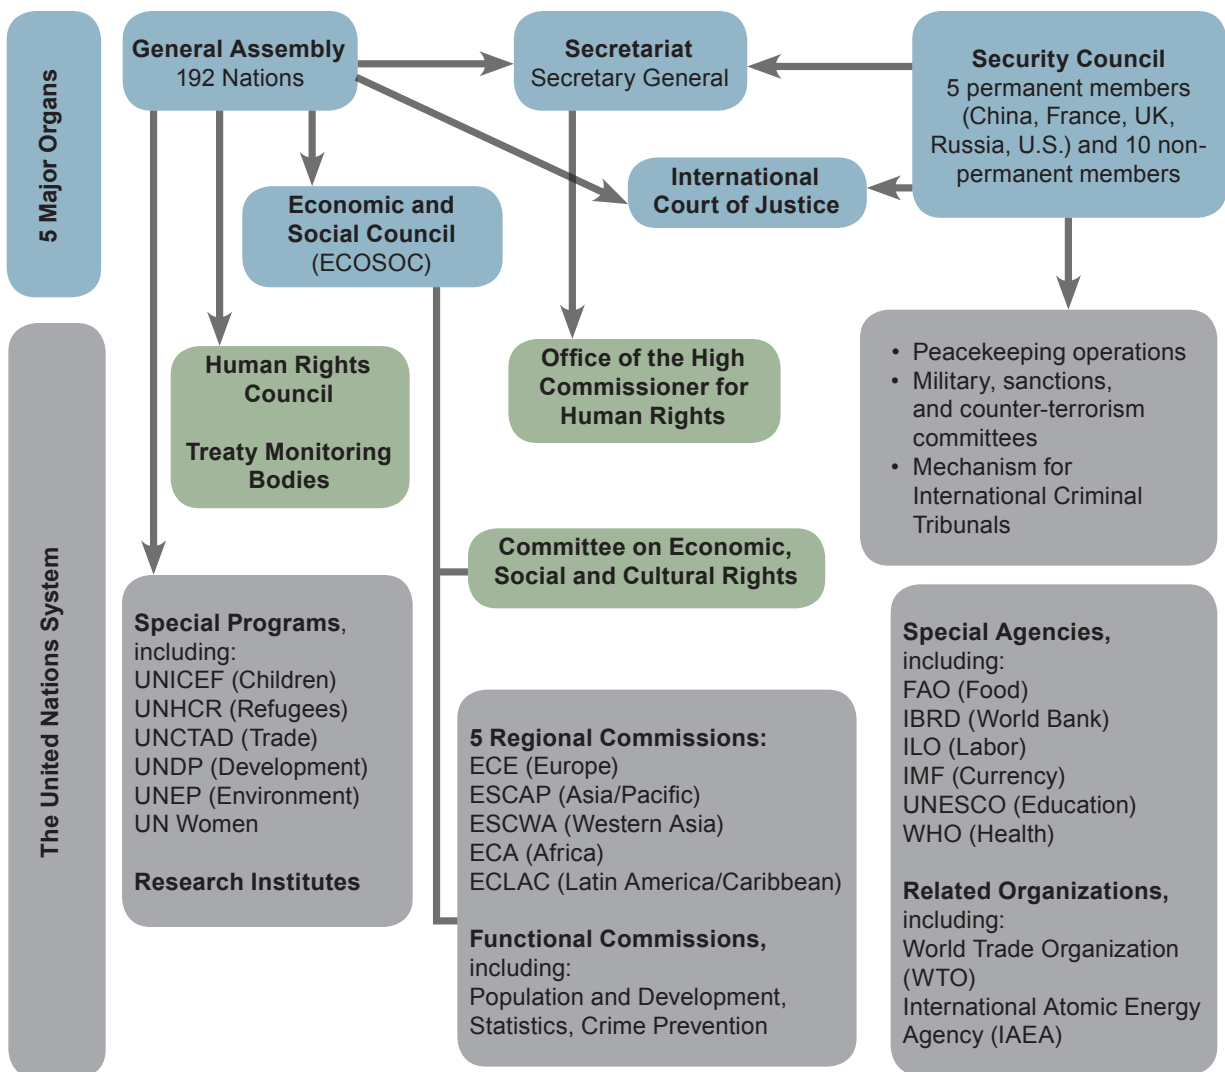 5 Major Organs
General Assembly
192 Nations
Secretariat
Secretary General
Security Council
5 permanent members
(China, France, UK,
Russia, U.S.) and 10 non-
permanent members
International
Court of Justice
Economic and
Social Council
(ECOSOC)
The United Nations System
Human Rights
Council
Treaty Monitoring
Bodies
Office of the High
Commissioner for
Human Rights
• Peacekeeping operations
• Military, sanctions,
and counter-terrorism
committees
• Mechanism for
International Criminal
Tribunals
Committee on Economic,
Social and Cultural Rights
Special Programs,
including:
UNICEF (Children)
UNHCR (Refugees)
UNCTAD (Trade)
UNDP (Development)
UNEP (Environment)
UN Women
Research Institutes
5 Regional Commissions:
ECE (Europe)
ESCAP (Asia/Pacific)
ESCWA (Western Asia)
ECA (Africa)
ECLAC (Latin America/Caribbean)
Functional Commissions,
including:
Population and Development,
Statistics, Crime Prevention
Special Agencies,
including:
FAO (Food)
IBRD (World Bank)
ILO (Labor)
IMF (Currency)
UNESCO (Education)
WHO (Health)
Related Organizations,
including:
World Trade Organization
(WTO)
International Atomic Energy
Agency (IAEA)